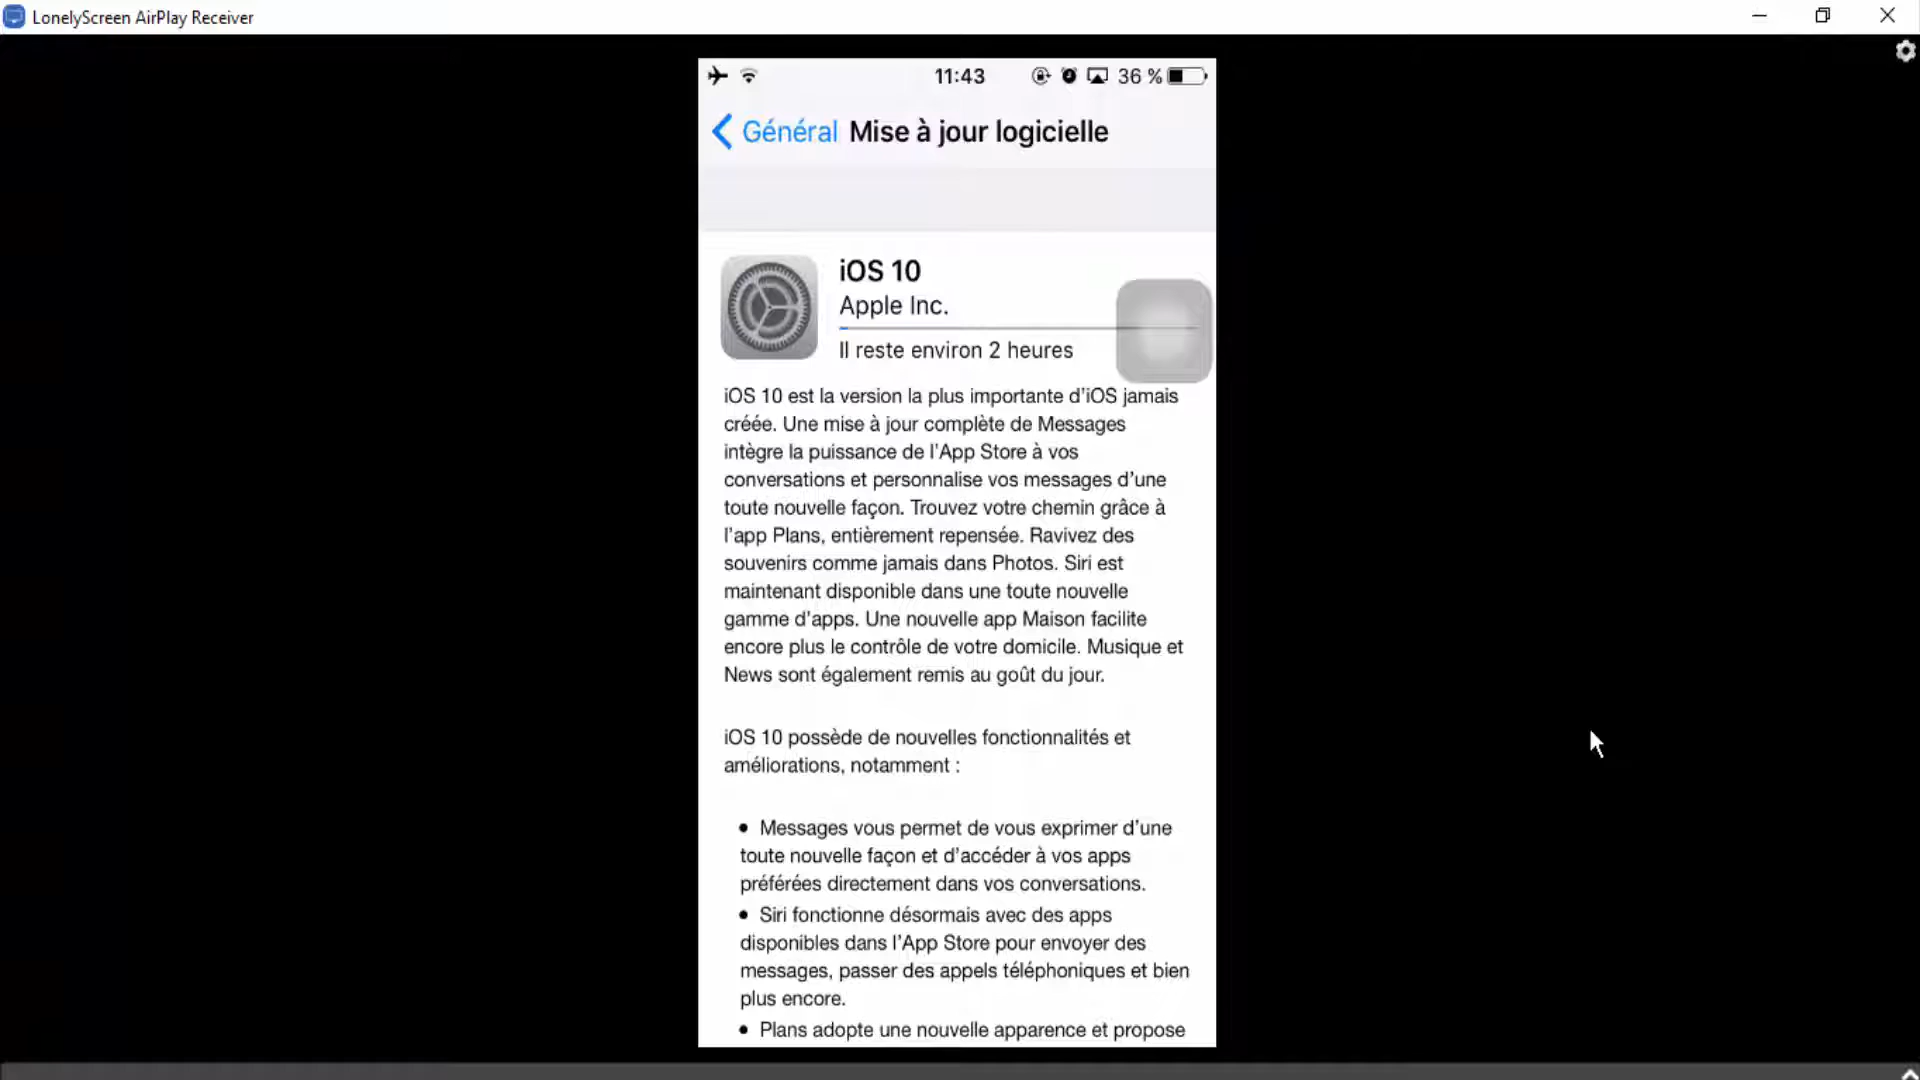 LonelyScreen AirPlay Receiver
11:43
36 %
Général Mise à jour logicielle
iOS 10
Apple Inc.
Il reste environ 2 heures
iOS 10 est la version la plus importante d’iOS jamais
créée. Une mise à jour complète de Messages
intègre la puissance de l’App Store à vos
conversations et personnalise vos messages d’une
toute nouvelle façon. Trouvez votre chemin grâce à
l’app Plans, entièrement repensée. Ravivez des
souvenirs comme jamais dans Photos. Siri est
maintenant disponible dans une toute nouvelle
gamme d’apps. Une nouvelle app Maison facilite
encore plus le contrôle de votre domicile. Musique et
News sont également remis au goût du jour.
iOS 10 possède de nouvelles fonctionnalités et
améliorations, notamment :
• Messages vous permet de vous exprimer d’une
toute nouvelle façon et d’accéder à vos apps
préférées directement dans vos conversations.
• Siri fonctionne désormais avec des apps
disponibles dans l’App Store pour envoyer des
messages, passer des appels téléphoniques et bien
plus encore.
• Plans adopte une nouvelle apparence et propose